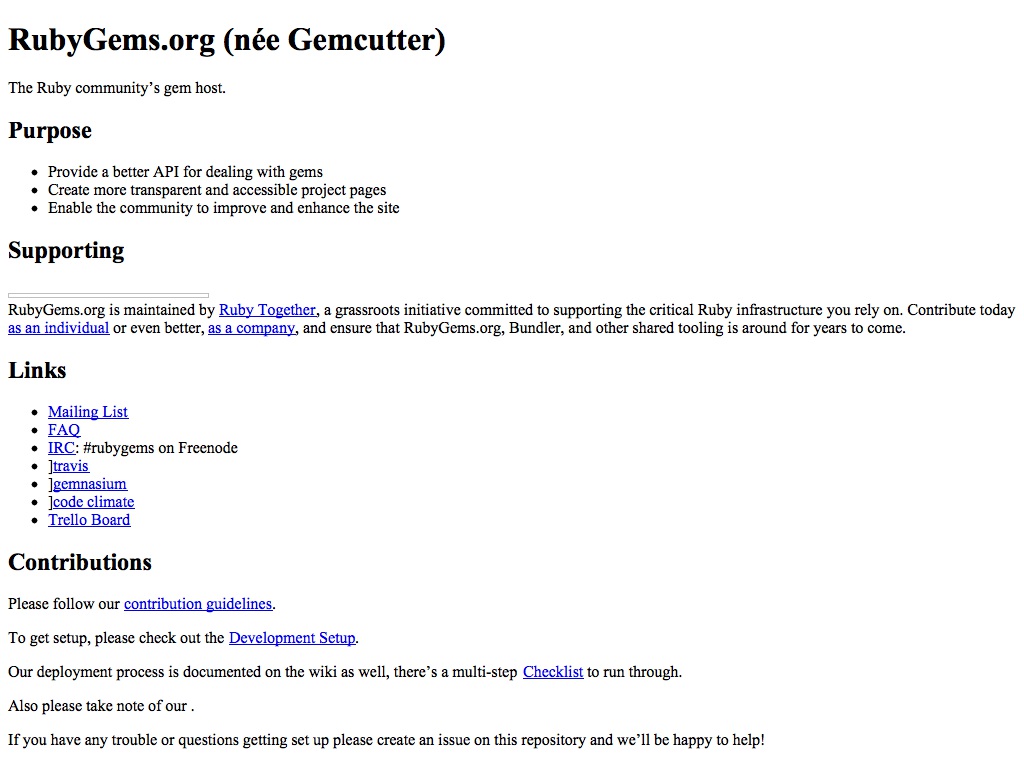 RubyGems.org (née Gemcutter)
The Ruby community’s gem host.
Purpose
• Provide a better API for dealing with gems
• Create more transparent and accessible project pages
• Enable the community to improve and enhance the site
Supporting
RubyGems.org is maintained by Ruby Together, a grassroots initiative committed to supporting the critical Ruby infrastructure you rely on. Contribute today
as an individual or even better, as a company, and ensure that RubyGems.org, Bundler, and other shared tooling is around for years to come.
Links
• Mailing List
• FAQ
• IRC: #rubygems on Freenode
• ]travis
• ]gemnasium
• ]code climate
• Trello Board
Contributions
Please follow our contribution guidelines.
To get setup, please check out the Development Setup.
Our deployment process is documented on the wiki as well, there’s a multi-step Checklist to run through.
Also please take note of our .
If you have any trouble or questions getting set up please create an issue on this repository and we’ll be happy to help!